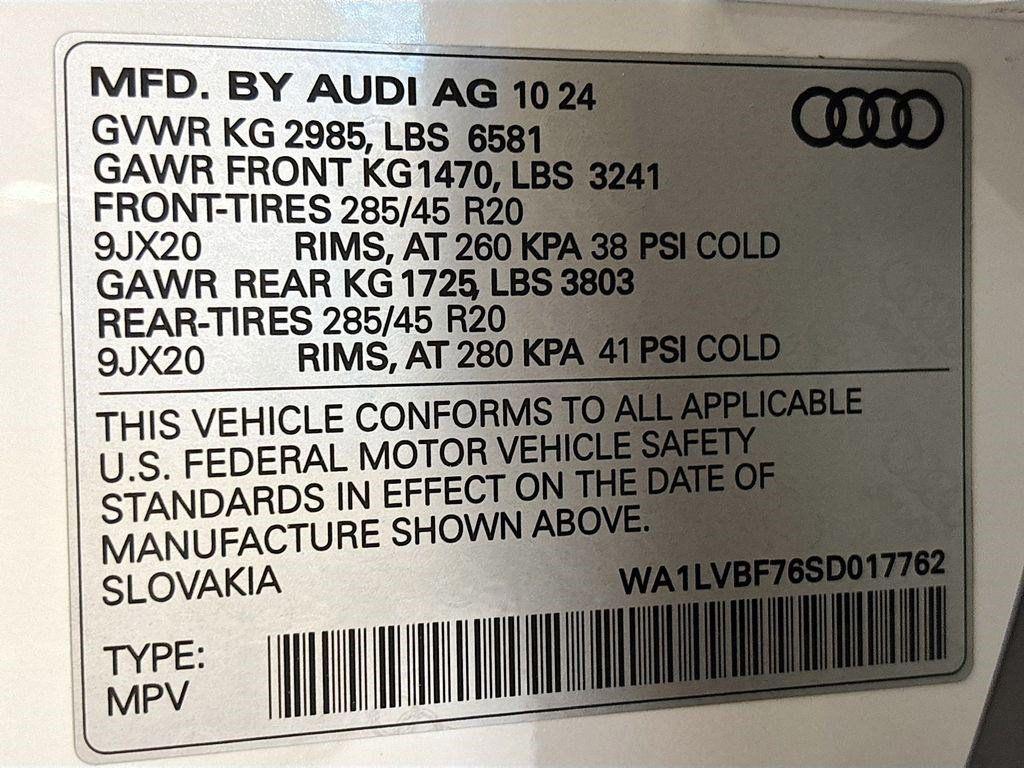 MFD. BY AUDI AG 10 24
GVWR KG 2985, LBS 6581
GAWR FRONT KG1470, LBS 3241
FRONT-TIRES 285/45 R20
9JX20 RIMS, AT 260 KPA 38 PSI COLD
GAWR REAR KG 1725, LBS 3803
REAR-TIRES 285/45 R20
9JX20 RIMS, AT 280 KPA 41 PSI COLD
THIS VEHICLE CONFORMS TO ALL APPLICABLE
U.S. FEDERAL MOTOR VEHICLE SAFETY
STANDARDS IN EFFECT ON THE DATE OF
MANUFACTURE SHOWN ABOVE.
SLOVAKIA
WA1LVBF76SD017762
TYPE:
MPV